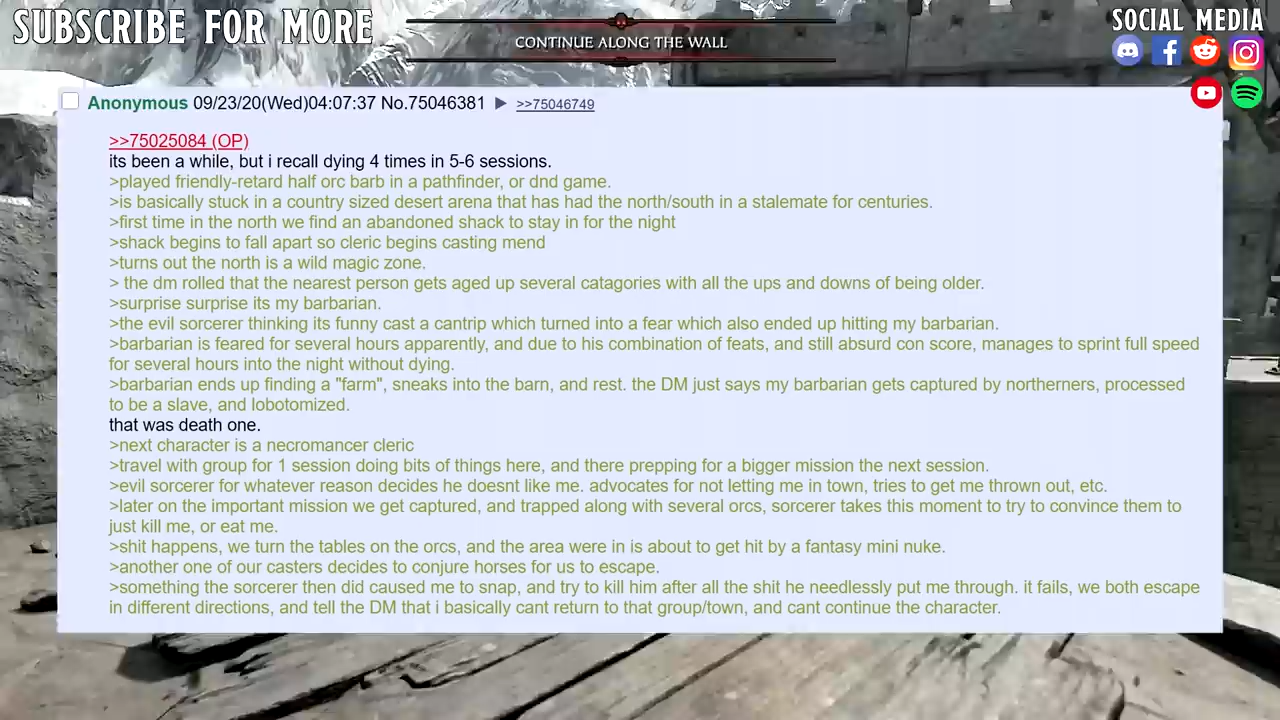 SUBSCRIBE FOR MORE
CONTINUE ALONG THE WALL
SOCIAL MEDIA
Anonymous 09/23/20(Wed)04:07:37 No.75046381 ▶ >>75046749
>>75025084 (OP)
its been a while, but i recall dying 4 times in 5-6 sessions.
>played friendly-retard half orc barb in a pathfinder, or dnd game.
>is basically stuck in a country sized desert arena that has had the north/south in a stalemate for centuries.
>first time in the north we find an abandoned shack to stay in for the night
>shack begins to fall apart so cleric begins casting mend
>turns out the north is a wild magic zone.
> the dm rolled that the nearest person gets aged up several catagories with all the ups and downs of being older.
>surprise surprise its my barbarian.
>the evil sorcerer thinking its funny cast a cantrip which turned into a fear which also ended up hitting my barbarian.
>barbarian is feared for several hours apparently, and due to his combination of feats, and still absurd con score, manages to sprint full speed
for several hours into the night without dying.
>barbarian ends up finding a "farm", sneaks into the barn, and rest. the DM just says my barbarian gets captured by northerners, processed
to be a slave, and lobotomized.
that was death one.
>next character is a necromancer cleric
>travel with group for 1 session doing bits of things here, and there prepping for a bigger mission the next session.
>evil sorcerer for whatever reason decides he doesnt like me. advocates for not letting me in town, tries to get me thrown out, etc.
>later on the important mission we get captured, and trapped along with several orcs, sorcerer takes this moment to try to convince them to
just kill me, or eat me.
>shit happens, we turn the tables on the orcs, and the area were in is about to get hit by a fantasy mini nuke.
>another one of our casters decides to conjure horses for us to escape.
>something the sorcerer then did caused me to snap, and try to kill him after all the shit he needlessly put me through. it fails, we both escape
in different directions, and tell the DM that i basically cant return to that group/town, and cant continue the character.